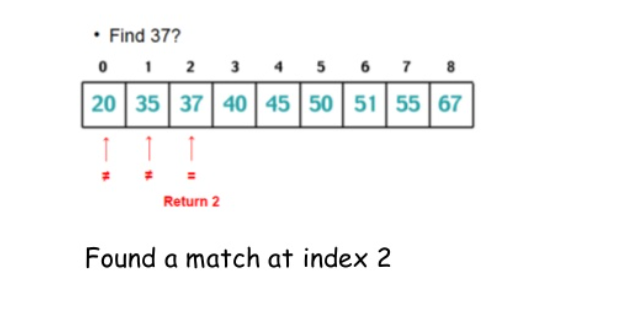 • Find 37?
0 1 2 3 4 5 6 7 8
20 35 37 40 45 50 51 55 67
≠ ≠ =
Return 2
Found a match at index 2